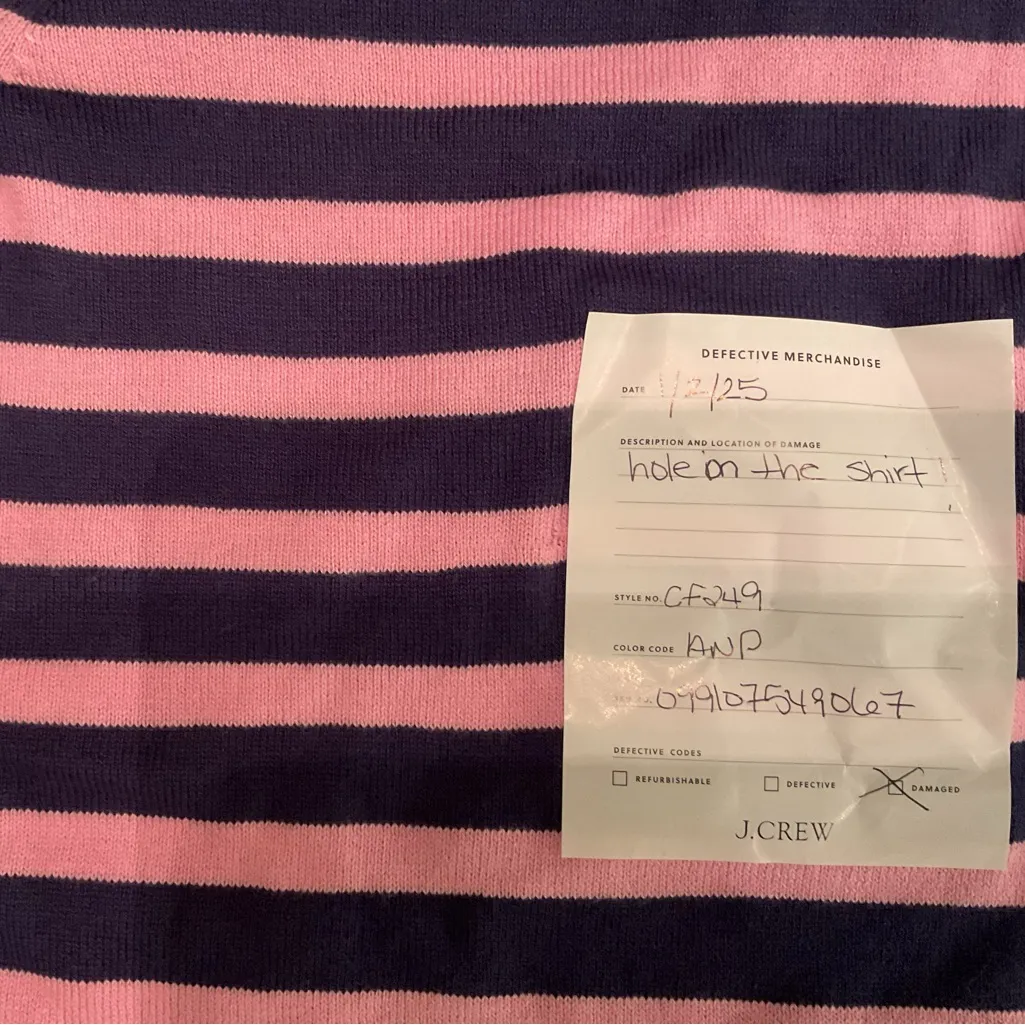 DEFECTIVE MERCHANDISE
DATE 1/2/25
DESCRIPTION AND LOCATION OF DAMAGE
hole on the shirt
STYLE NO. CF249
COLOR CODE ANP
099107549067
DEFECTIVE CODES
REFURBISHABLE DEFECTIVE DAMAGED
J.CREW